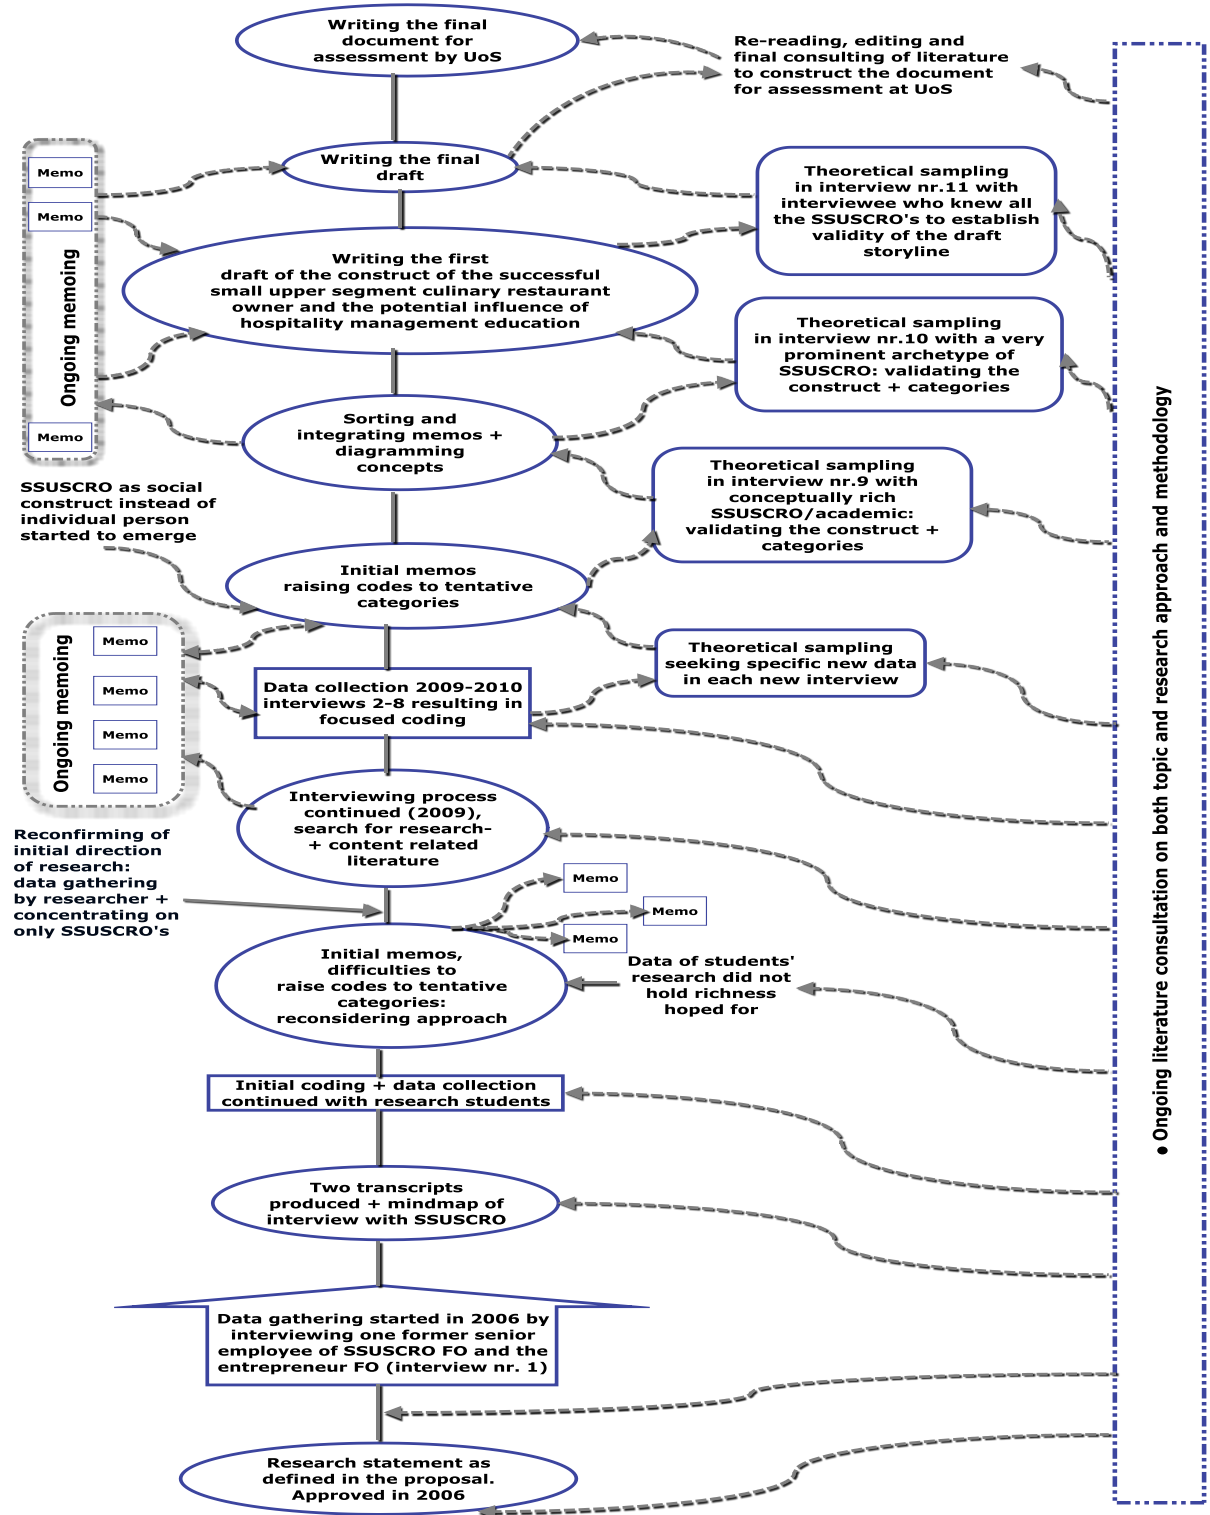 Writing the final
document for
assessment by UoS
Re-reading, editing and
final consulting of literature
to construct the document
for assessment at UoS
Writing the final
draft
Memo
Memo
Ongoing memoing
Memo
Theoretical sampling
in interview nr.11 with
interviewee who knew all
the SSUSCRO's to establish
validity of the draft
storyline
Writing the first
draft of the construct of the successful
small upper segment culinary restaurant
owner and the potential influence of
hospitality management education
Theoretical sampling
in interview nr.10 with a very
prominent archetype of
SSUSCRO: validating the
construct + categories
Sorting and
integrating memos +
diagramming
concepts
Theoretical sampling
in interview nr.9 with
conceptually rich
SSUSCRO/academic:
validating the construct +
categories
SSUSCRO as social
construct instead of
individual person
started to emerge
Initial memos
raising codes to tentative
categories
Ongoing memoing
Memo
Memo
Memo
Memo
Theoretical sampling
seeking specific new data
in each new interview
Data collection 2009-2010
interviews 2-8 resulting in
focused coding
Interviewing process
continued (2009),
search for research-
+ content related
literature
Reconfirming of
initial direction
of research:
data gathering
by researcher +
concentrating on
only SSUSCRO's
Memo
Memo
Memo
Initial memos,
difficulties to
raise codes to tentative
categories:
reconsidering approach
Data of students'
research did not
hold richness
hoped for
Initial coding + data collection
continued with research students
Two transcripts
produced + mindmap of
interview with SSUSCRO
Data gathering started in 2006 by
interviewing one former senior
employee of SSUSCRO FO and the
entrepreneur FO (interview nr. 1)
Research statement as
defined in the proposal.
Approved in 2006
• Ongoing literature consultation on both topic and research approach and methodology